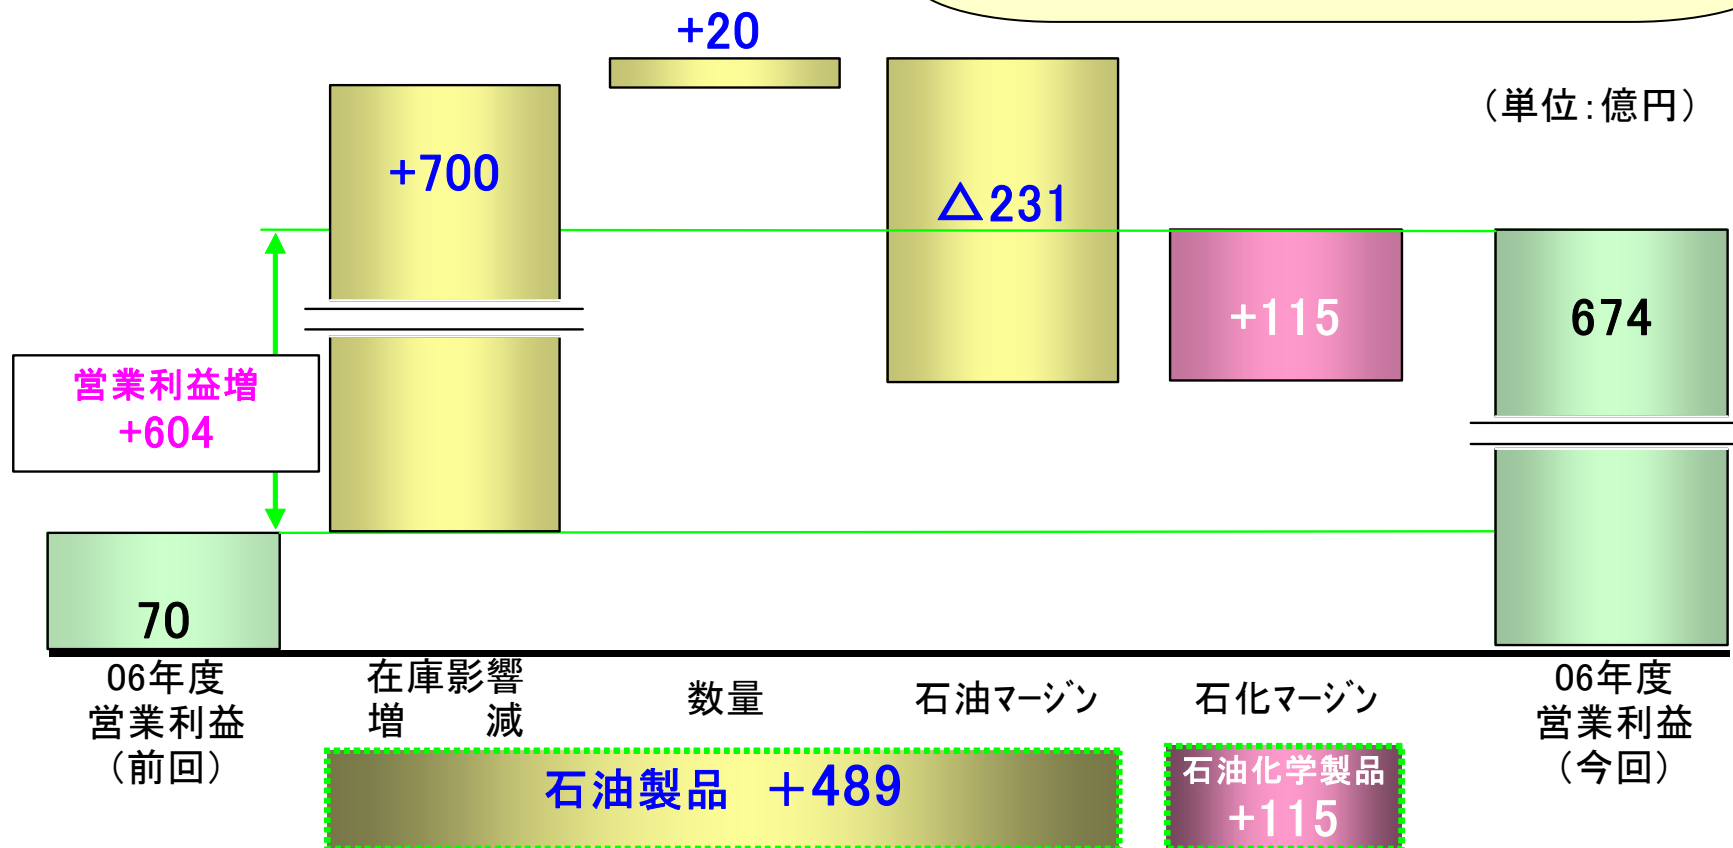 +20
(単位:億円)
+700
△231
+115
674
営業利益増
+604
70
06年度
営業利益
(前回)
在庫影響
増　減
数量
石油マージン
石化マージン
06年度
営業利益
(今回)
石油製品　+489
石油化学製品
+115